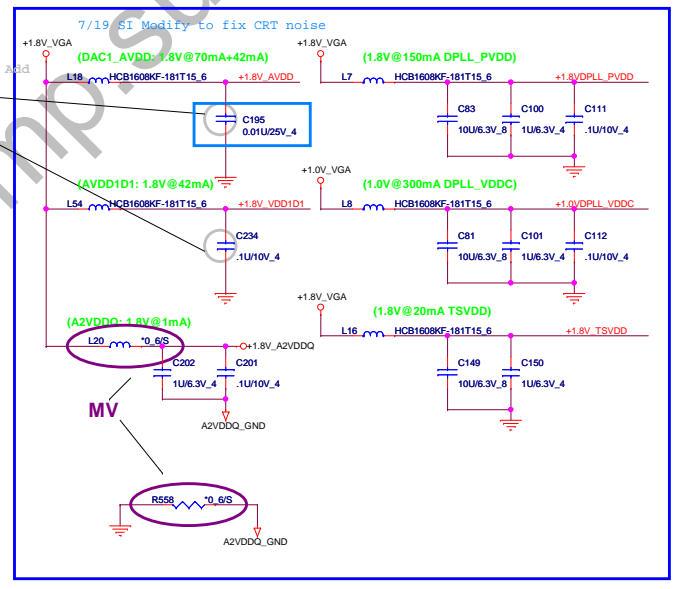 7/19 SI Modify to fix CRT noise
+1.8V_VGA
(DAC1_AVDD: 1.8V@70mA+42mA)
Add
L18
HCB1608KF-181T15_6
+1.8V_AVDD
C195
0.01U/25V_4
(AVDD1D1: 1.8V@42mA)
L54
HCB1608KF-181T15_6
+1.8V_VDD1D1
C234
.1U/10V_4
(A2VDDQ: 1.8V@1mA)
L20
*0_6/S
+1.8V_A2VDDQ
C202
1U/6.3V_4
C201
.1U/10V_4
A2VDDQ_GND
MV
R558
*0_6/S
A2VDDQ_GND
+1.8V_VGA
(1.8V@150mA DPLL_PVDD)
L7
HCB1608KF-181T15_6
+1.8VDPLL_PVDD
C83
10U/6.3V_8
C100
1U/6.3V_4
C111
.1U/10V_4
+1.0V_VGA
(1.0V@300mA DPLL_VDDC)
L8
HCB1608KF-181T15_6
+1.0VDPLL_VDDC
C81
10U/6.3V_8
C101
1U/6.3V_4
C112
.1U/10V_4
+1.8V_VGA
(1.8V@20mA TSVDD)
L16
HCB1608KF-181T15_6
+1.8V_TSVDD
C149
10U/6.3V_8
C150
1U/6.3V_4
mp.su